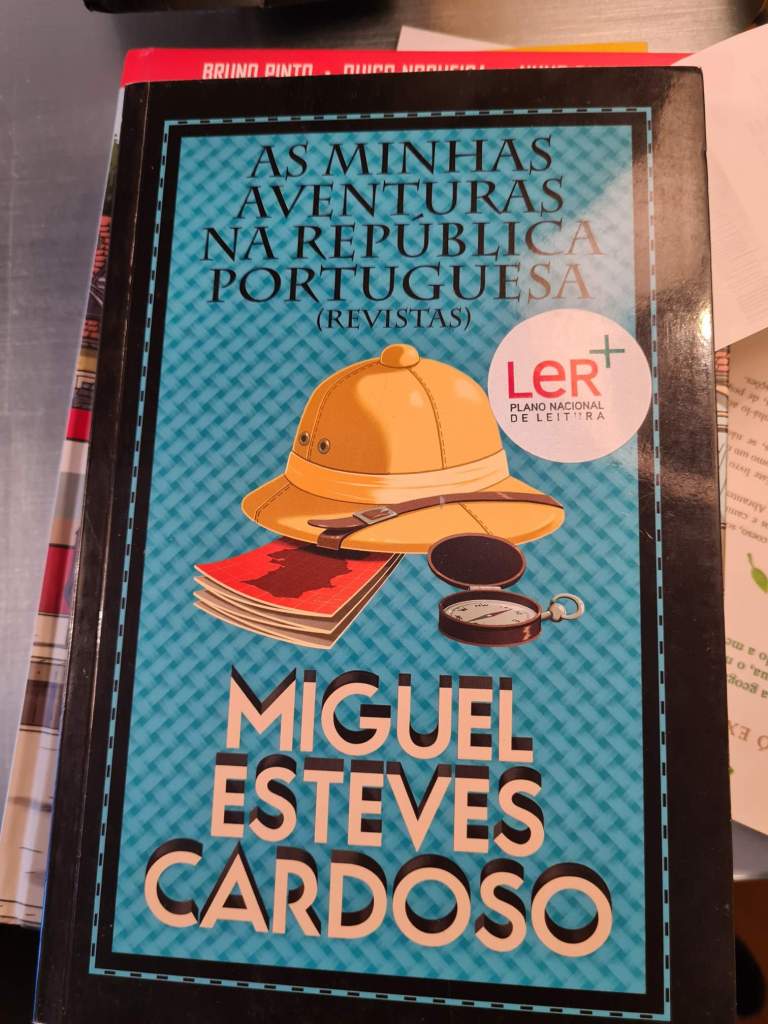 BRUNO PINTO •
AS MINHAS
AVENTURAS
NA REPÚBLICA
PORTUGUESA
(REVISTAS)
LeR+
PLANO NACIONAL
DE LEITURA
MIGUEL
ESTEVES
CARDOSO